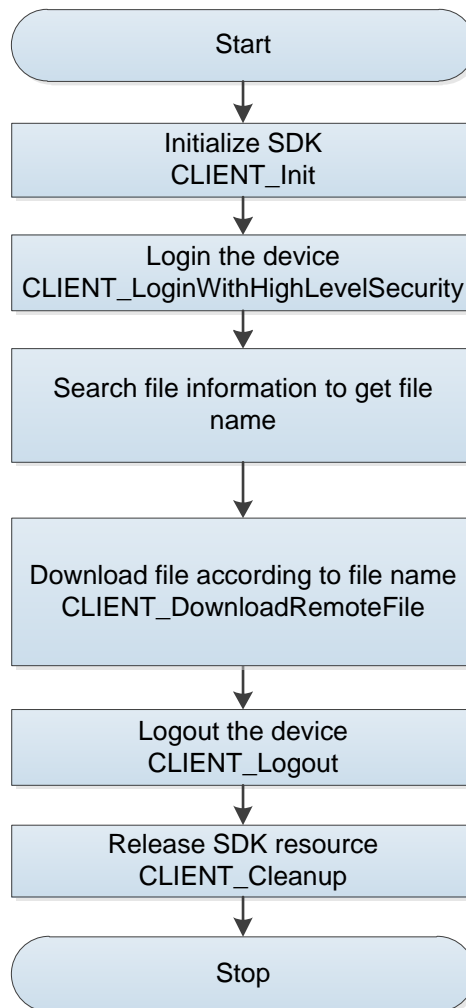 Start
Initialize SDK
CLIENT_Init
Login the device
CLIENT_LoginWithHighLevelSecurity
Search file information to get file
name
Download file according to file name
CLIENT_DownloadRemoteFile
Logout the device
CLIENT_Logout
Release SDK resource
CLIENT_Cleanup
Stop